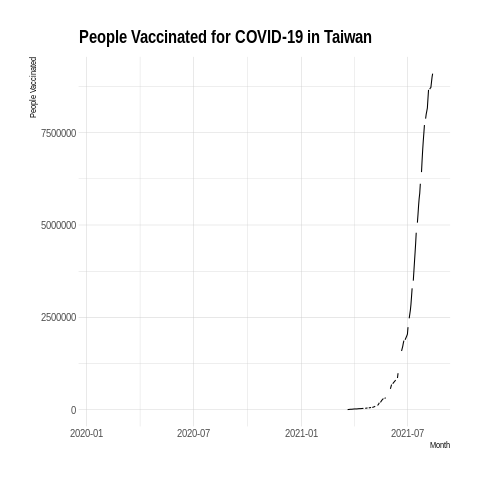 People Vaccinated for COVID-19 in Taiwan
People Vaccinated
7500000
5000000
2500000
0
2020-01 2020-07 2021-01 2021-07
Month